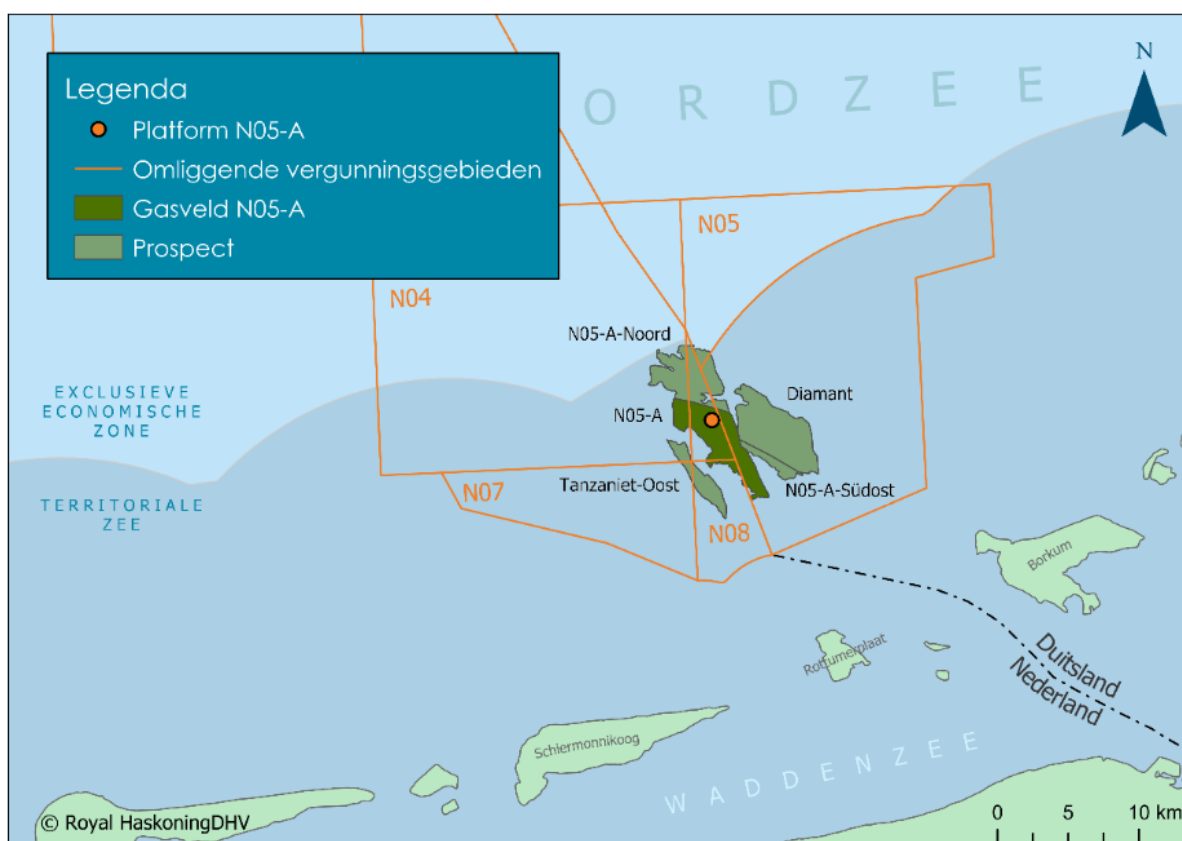 Legenda
Platform N05-A
Omliggende vergunningsgebieden
Gasveld N05-A
Prospect
ORDZEE
N
N05
N04
N05-A-Noord
Diamant
EXCLUSIEVE
ECONOMISCHE
ZONE
N05-A
Tanzaniet-Oost
N05-A-Südost
N07
TERRITORIALE
ZEE
N08
Borkum
Rottumerplaat
Duitsland
Nederland
Schiermonnikoog
WADDENZEE
© Royal HaskoningDHV
0 5 10 km